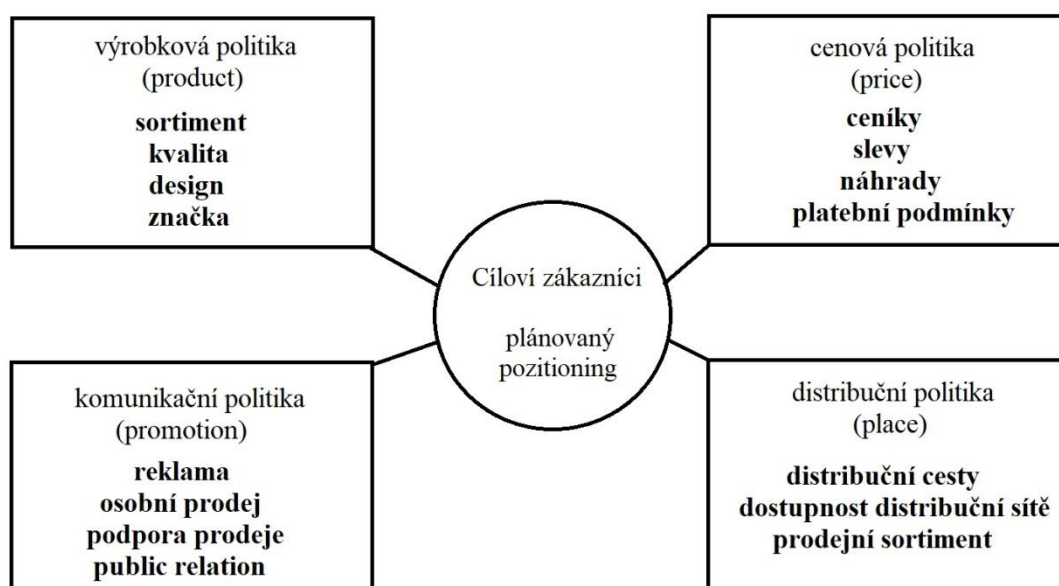 výrobková politika
(product)
sortiment
kvalita
design
značka
cenová politika
(price)
ceníky
slevy
náhrady
platební podmínky
Cíloví zákazníci
plánovaný
pozitioning
komunikační politika
(promotion)
reklama
osobní prodej
podpora prodeje
public relation
distribuční politika
(place)
distribuční cesty
dostupnost distribuční sítě
prodejní sortiment